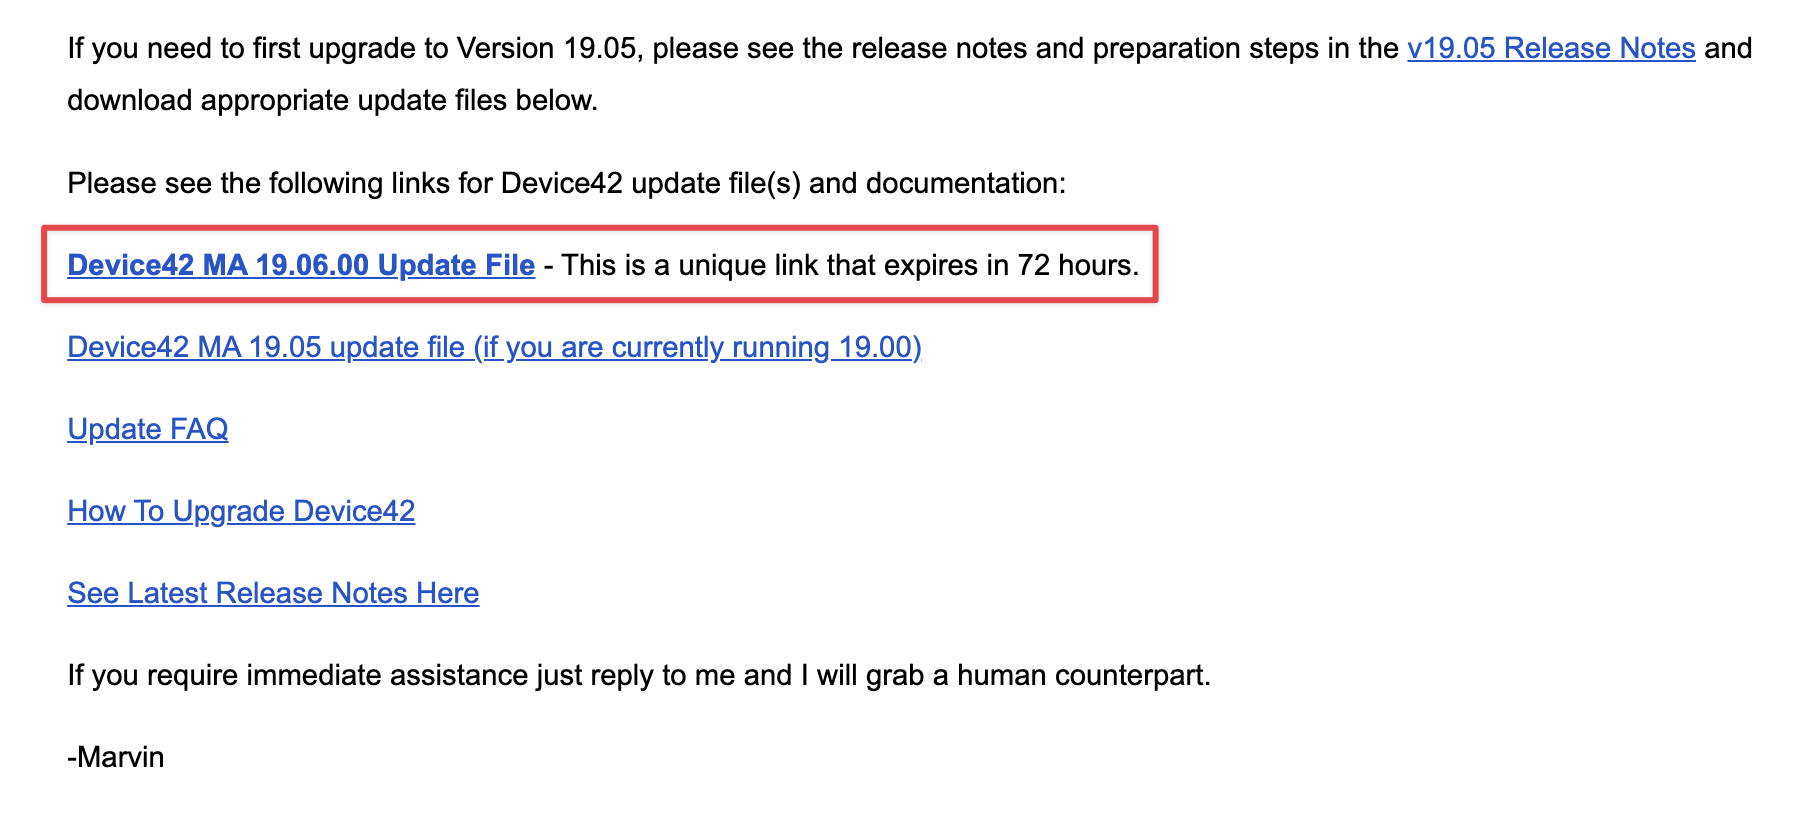 If you need to first upgrade to Version 19.05, please see the release notes and preparation steps in the v19.05 Release Notes and
download appropriate update files below.
Please see the following links for Device42 update file(s) and documentation:
Device42 MA 19.06.00 Update File - This is a unique link that expires in 72 hours.
Device42 MA 19.05 update file (if you are currently running 19.00)
Update FAQ
How To Upgrade Device42
See Latest Release Notes Here
If you require immediate assistance just reply to me and I will grab a human counterpart.
-Marvin